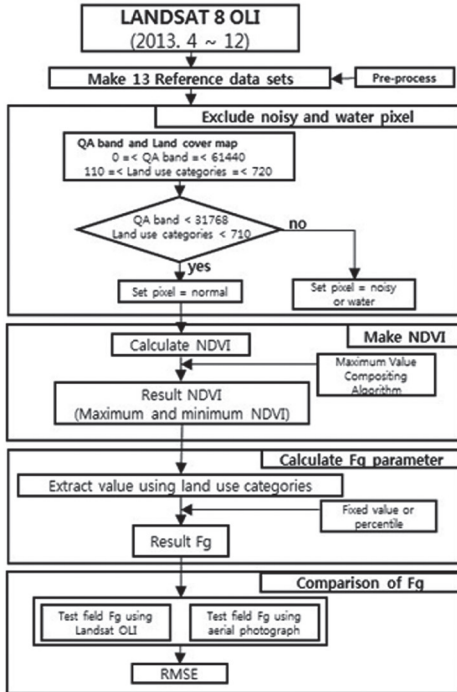 LANDSAT 8 OLI
(2013. 4 ~ 12)
Make 13 Reference data sets
Pre-process
Exclude noisy and water pixel
QA band and Land cover map
0 =< QA band =< 61440
110 =< Land use categories =< 720
QA band < 31768
Land use categories < 710
no
yes
Set pixel = normal
Set pixel = noisy
or water
Make NDVI
Calculate NDVI
Maximum Value
Compositing
Algorithm
Result NDVI
(Maximum and minimum NDVI)
Calculate Fg parameter
Extract value using land use categories
Fixed value or
percentile
Result Fg
Comparison of Fg
Test field Fg using
Landsat OLI
Test field Fg using
aerial photograph
RMSE